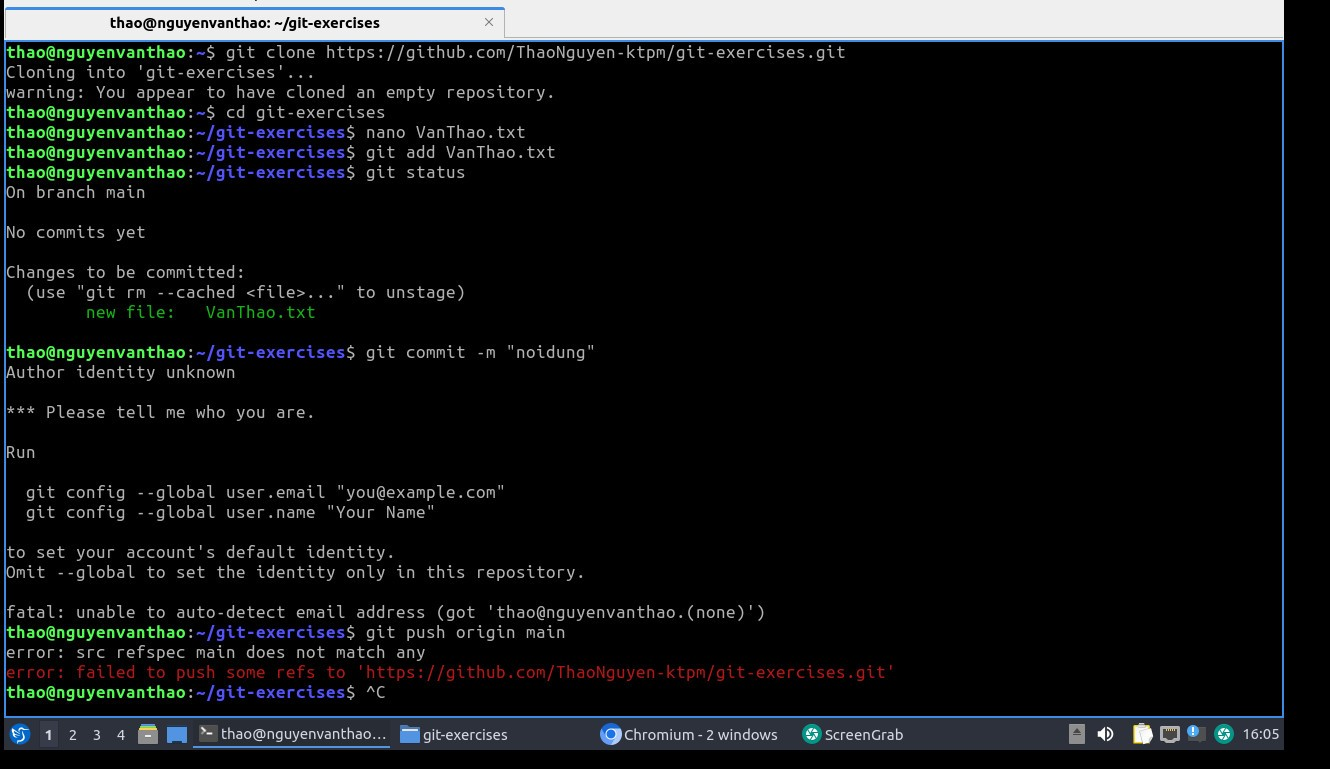 thao@nguyenvanthao: ~/git-exercises
thao@nguyenvanthao:~$ git clone https://github.com/ThaoNguyen-ktpm/git-exercises.git
Cloning into 'git-exercises'...
warning: You appear to have cloned an empty repository.
thao@nguyenvanthao:~$ cd git-exercises
thao@nguyenvanthao:~/git-exercises$ nano VanThao.txt
thao@nguyenvanthao:~/git-exercises$ git add VanThao.txt
thao@nguyenvanthao:~/git-exercises$ git status
On branch main
No commits yet
Changes to be committed:
  (use "git rm --cached <file>..." to unstage)
        new file:   VanThao.txt
thao@nguyenvanthao:~/git-exercises$ git commit -m "noidung"
Author identity unknown
*** Please tell me who you are.
Run
  git config --global user.email "you@example.com"
  git config --global user.name "Your Name"
to set your account's default identity.
Omit --global to set the identity only in this repository.
fatal: unable to auto-detect email address (got 'thao@nguyenvanthao.(none)')
thao@nguyenvanthao:~/git-exercises$ git push origin main
error: src refspec main does not match any
error: failed to push some refs to 'https://github.com/ThaoNguyen-ktpm/git-exercises.git'
thao@nguyenvanthao:~/git-exercises$ ^C
1 2 3 4 thao@nguyenvanthao... git-exercises Chromium - 2 windows ScreenGrab 16:05